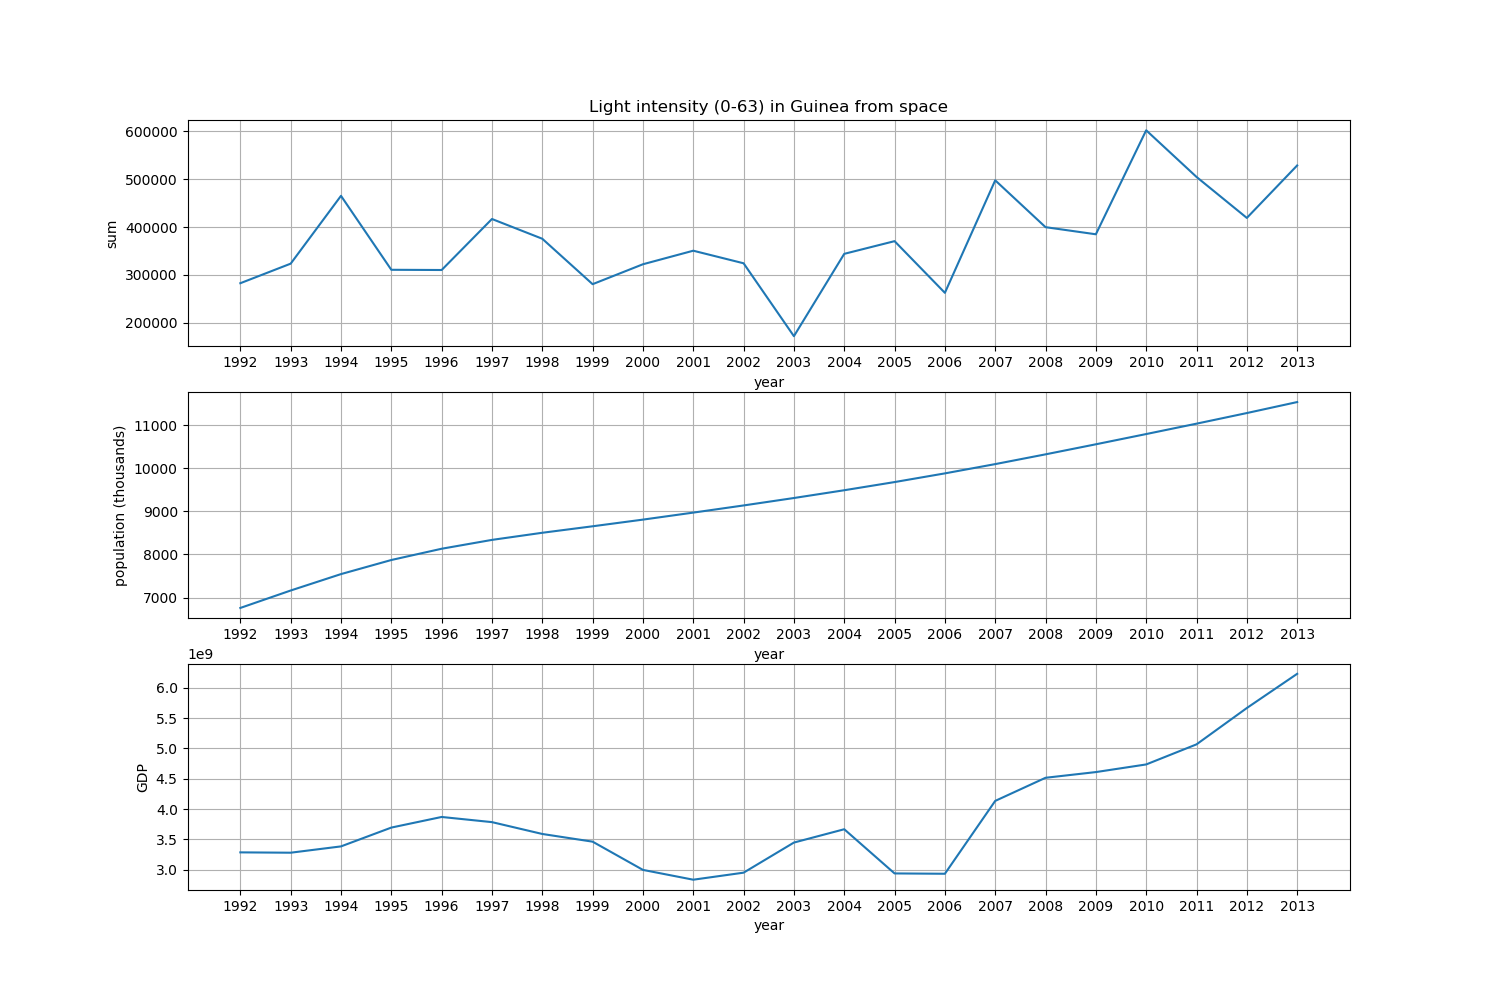 Light intensity (0-63) in Guinea from space
600000
500000
400000
300000
200000
sum
1992 1993 1994 1995 1996 1997 1998 1999 2000 2001 2002 2003 2004 2005 2006 2007 2008 2009 2010 2011 2012 2013
year
11000
10000
9000
8000
7000
population (thousands)
1992 1993 1994 1995 1996 1997 1998 1999 2000 2001 2002 2003 2004 2005 2006 2007 2008 2009 2010 2011 2012 2013
year
1e9
6.0
5.5
5.0
4.5
4.0
3.5
3.0
GDP
1992 1993 1994 1995 1996 1997 1998 1999 2000 2001 2002 2003 2004 2005 2006 2007 2008 2009 2010 2011 2012 2013
year